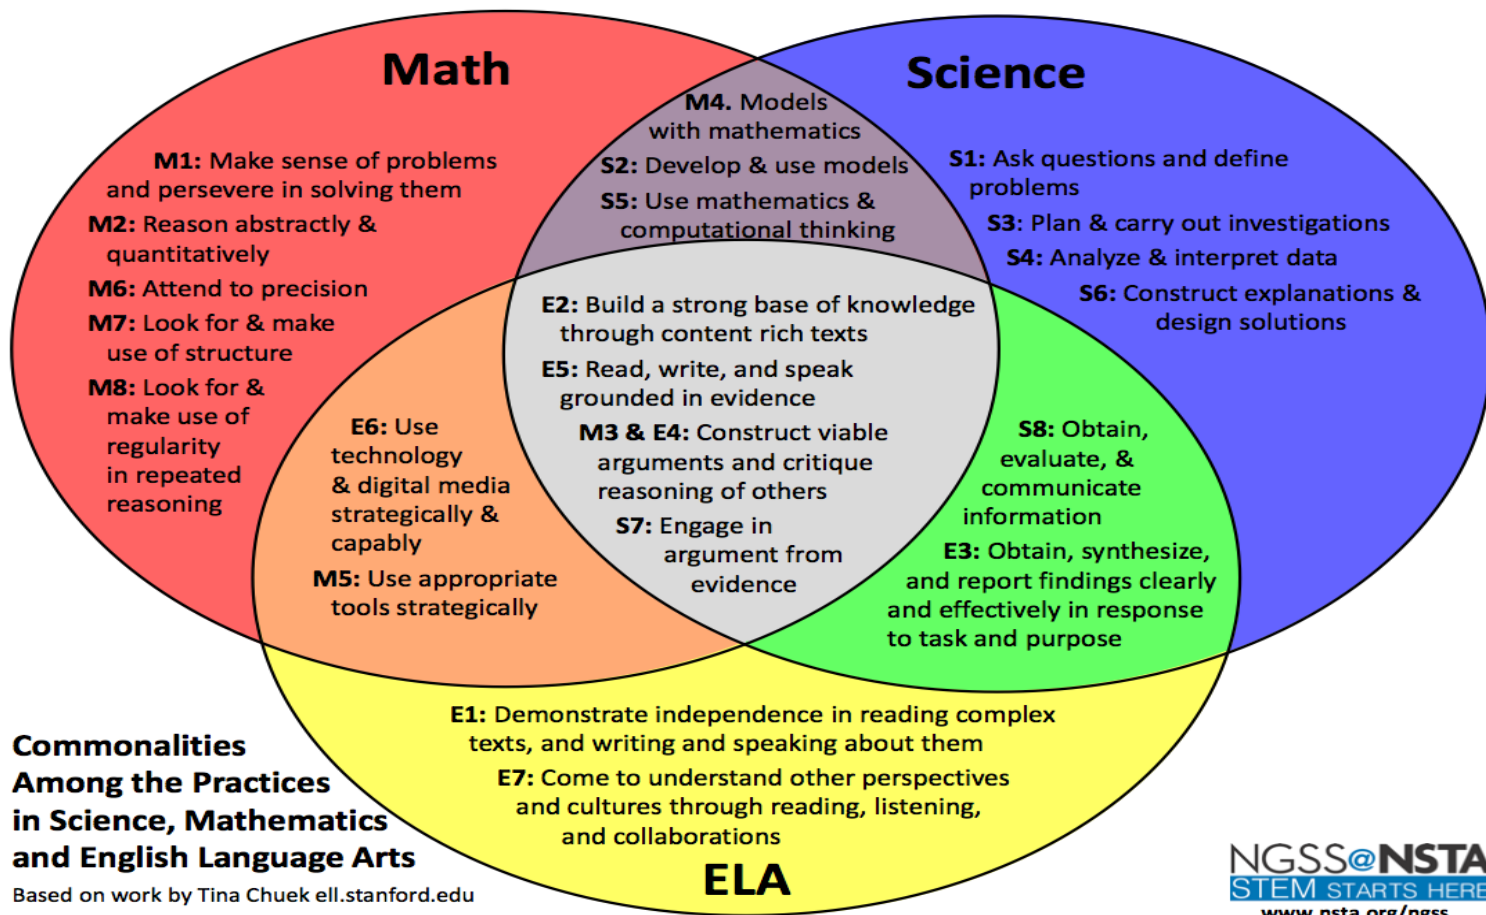 Math
M1: Make sense of problems
and persevere in solving them
M2: Reason abstractly &
quantitatively
M6: Attend to precision
M7: Look for & make
use of structure
M8: Look for &
make use of
regularity
in repeated
reasoning
M4. Models
with mathematics
S2: Develop & use models
S5: Use mathematics &
computational thinking
Science
S1: Ask questions and define
problems
S3: Plan & carry out investigations
S4: Analyze & interpret data
S6: Construct explanations &
design solutions
E2: Build a strong base of knowledge
through content rich texts
E5: Read, write, and speak
grounded in evidence
M3 & E4: Construct viable
arguments and critique
reasoning of others
S7: Engage in
argument from
evidence
E6: Use
technology
& digital media
strategically &
capably
M5: Use appropriate
tools strategically
S8: Obtain,
evaluate, &
communicate
information
E3: Obtain, synthesize,
and report findings clearly
and effectively in response
to task and purpose
E1: Demonstrate independence in reading complex
texts, and writing and speaking about them
E7: Come to understand other perspectives
and cultures through reading, listening,
and collaborations
ELA
Commonalities
Among the Practices
in Science, Mathematics
and English Language Arts
Based on work by Tina Chuek ell.stanford.edu
NGSS@NSTA
STEM STARTS HERE
www.nsta.org/ngss